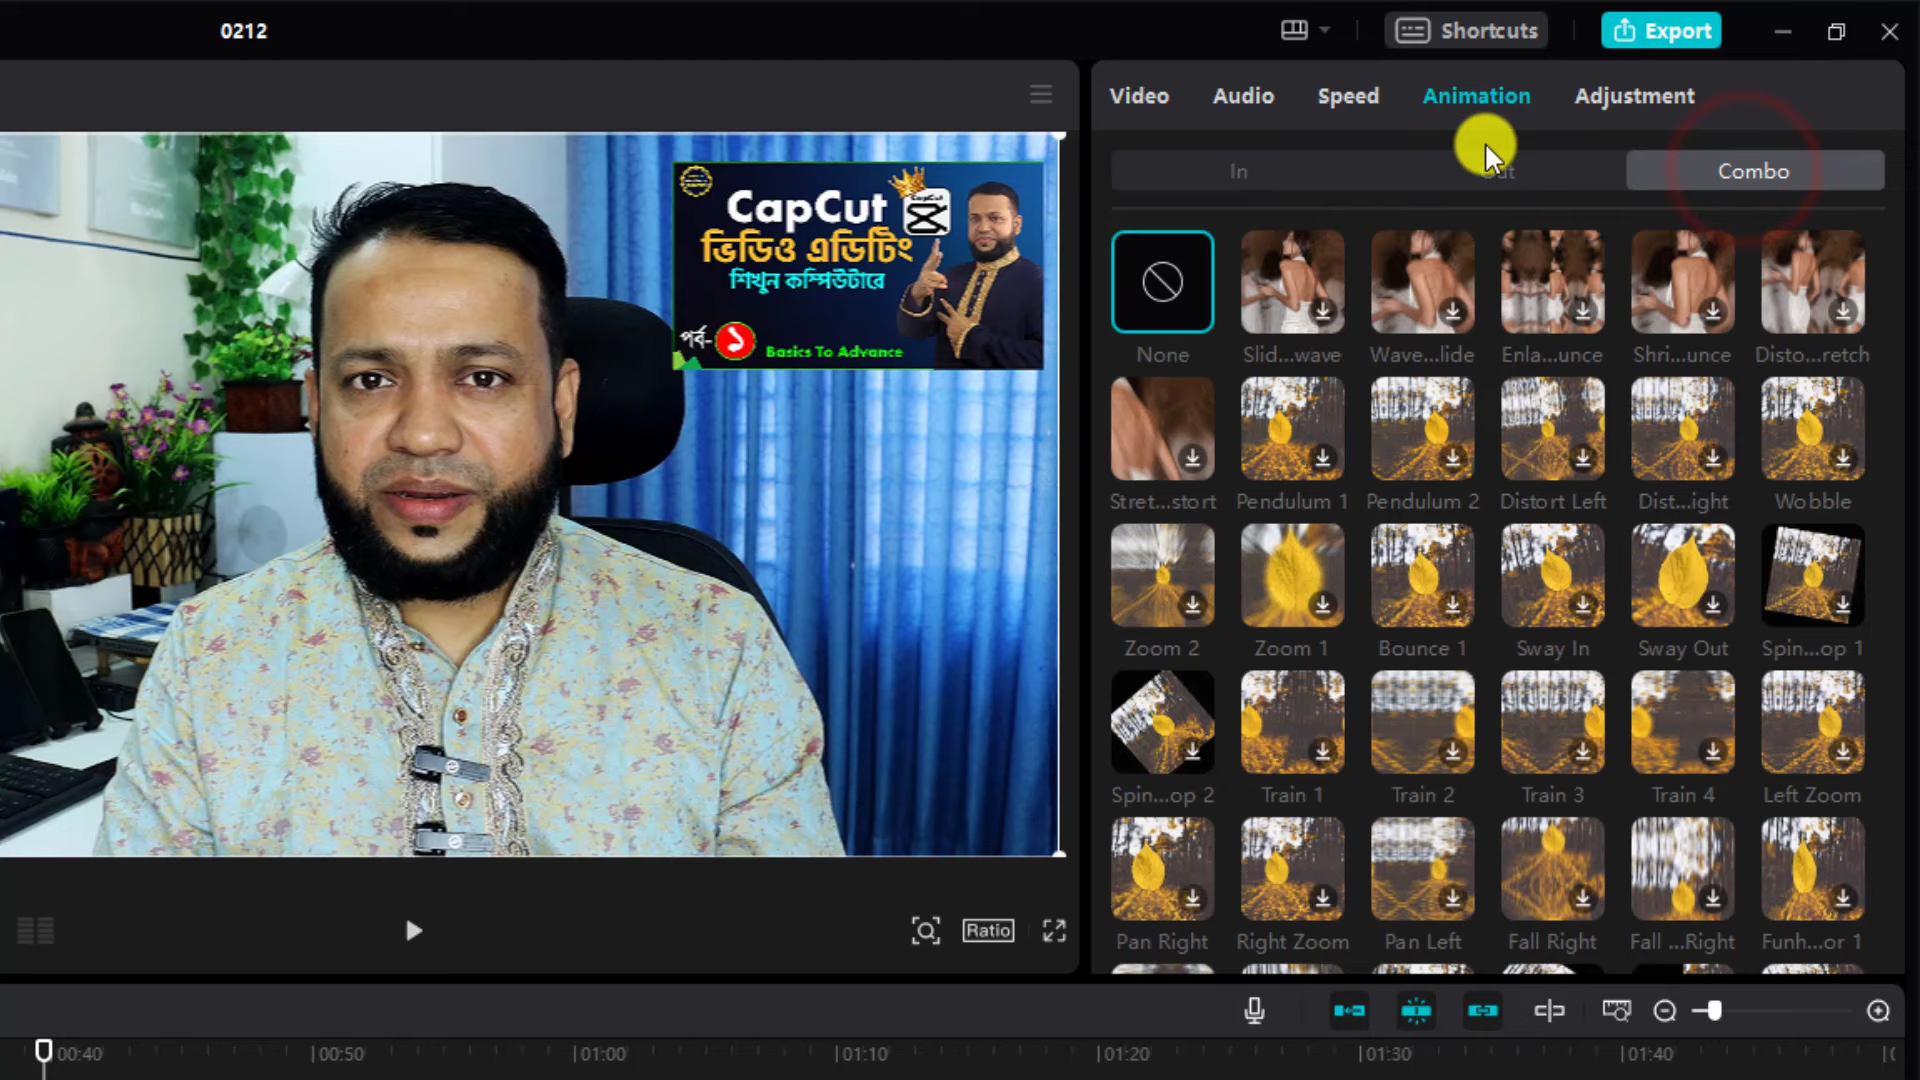 0212
Shortcuts
Export
Video Audio Speed Animation Adjustment
In
Combo
CapCut
CapCut
ভিডিও এডিটিং
শিখুন কম্পিউটারে
পর্ব-১
Basics To Advance
None Slid...wave Wave...lide Enla...unce Shri...unce Disto...retch
Stret...stort Pendulum 1 Pendulum 2 Distort Left Dist...ight Wobble
Zoom 2 Zoom 1 Bounce 1 Sway In Sway Out Spin...op 1
Spin...op 2 Train 1 Train 2 Train 3 Train 4 Left Zoom
Pan Right Right Zoom Pan Left Fall Right Fall ...Right Funh...or 1
Ratio
00:40 00:50 01:00 01:10 01:20 01:30 01:40